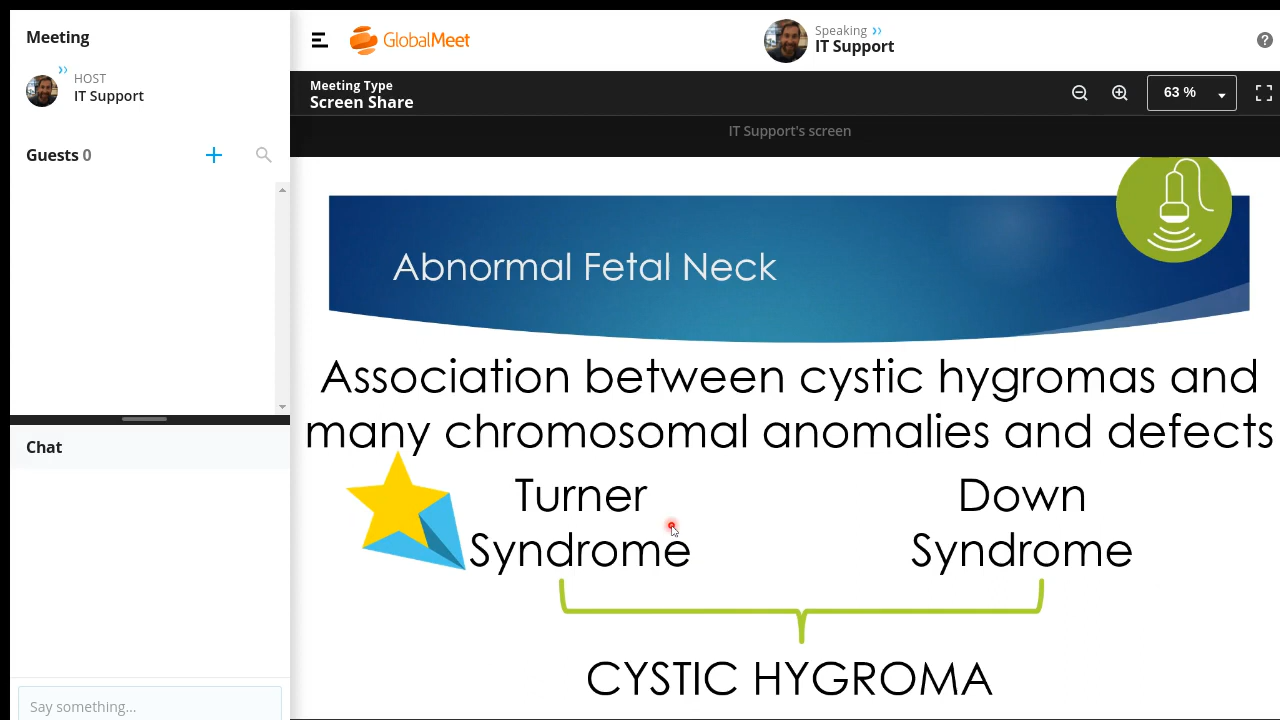 Meeting
HOST
IT Support
Guests 0
Chat
Say something...
GlobalMeet
Speaking
IT Support
Meeting Type
Screen Share
63 %
IT Support's screen
Abnormal Fetal Neck
Association between cystic hygromas and
many chromosomal anomalies and defects
Turner
Syndrome
Down
Syndrome
CYSTIC HYGROMA